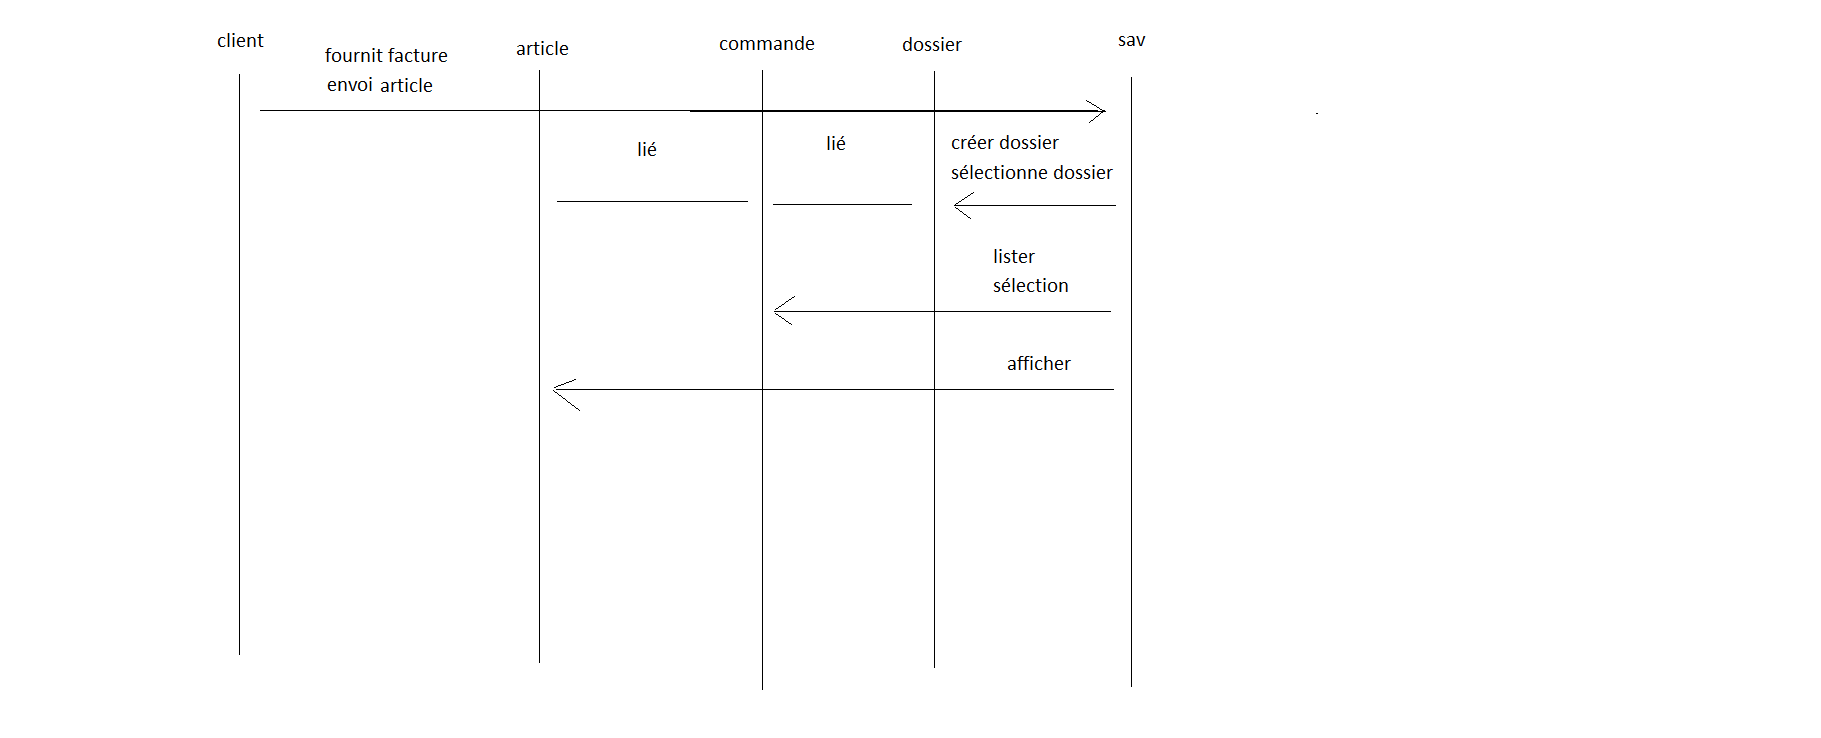 client
article
commande
dossier
sav
fournit facture
envoi article
lié
lié
créer dossier
sélectionne dossier
lister
sélection
afficher